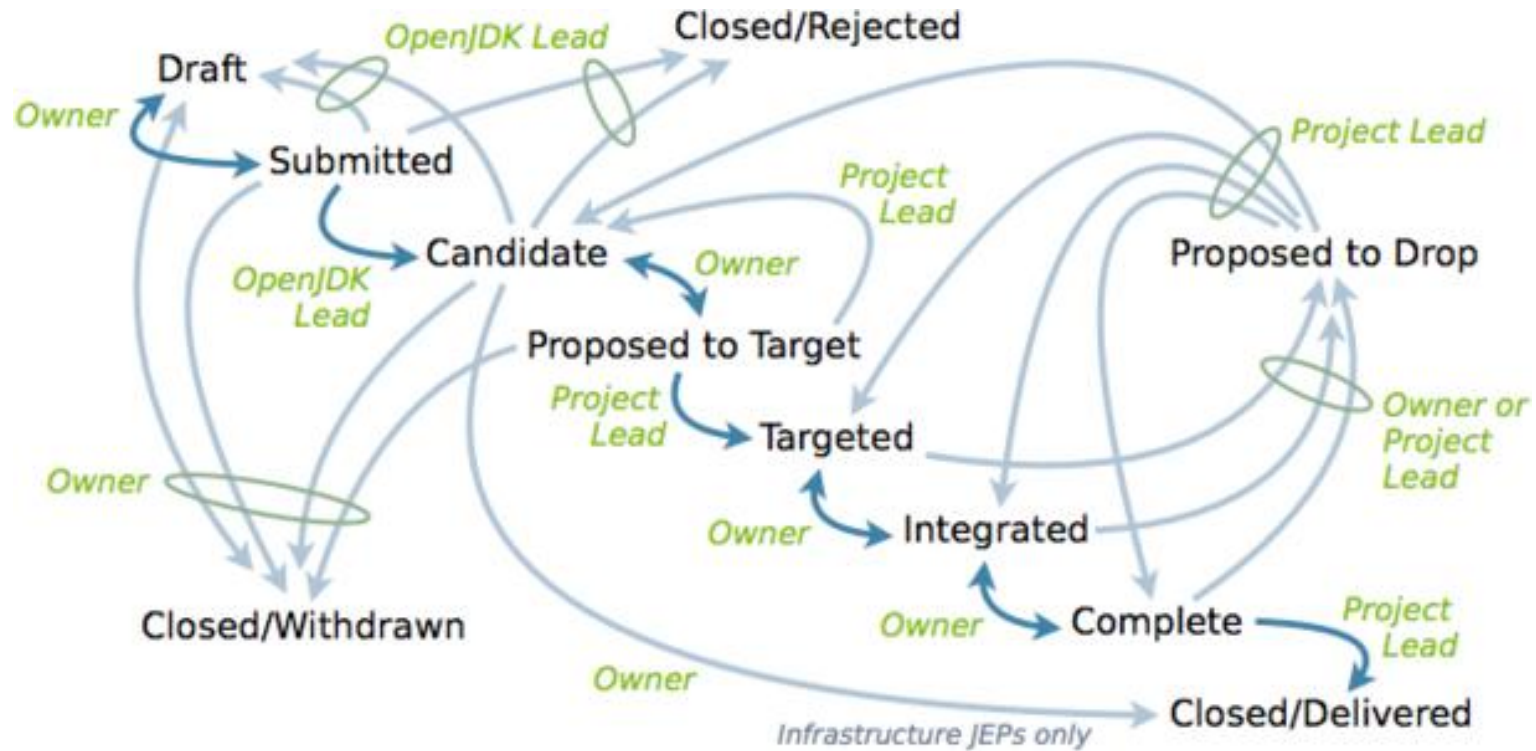 OpenJDK Lead
Closed/Rejected
Draft
Owner
Submitted
Project Lead
Project
Lead
Candidate
Owner
Proposed to Drop
OpenJDK
Lead
Proposed to Target
Project
Lead
Targeted
Owner or
Project
Lead
Owner
Owner
Integrated
Closed/Withdrawn
Owner
Complete
Project
Lead
Owner
Closed/Delivered
Infrastructure JEPs only